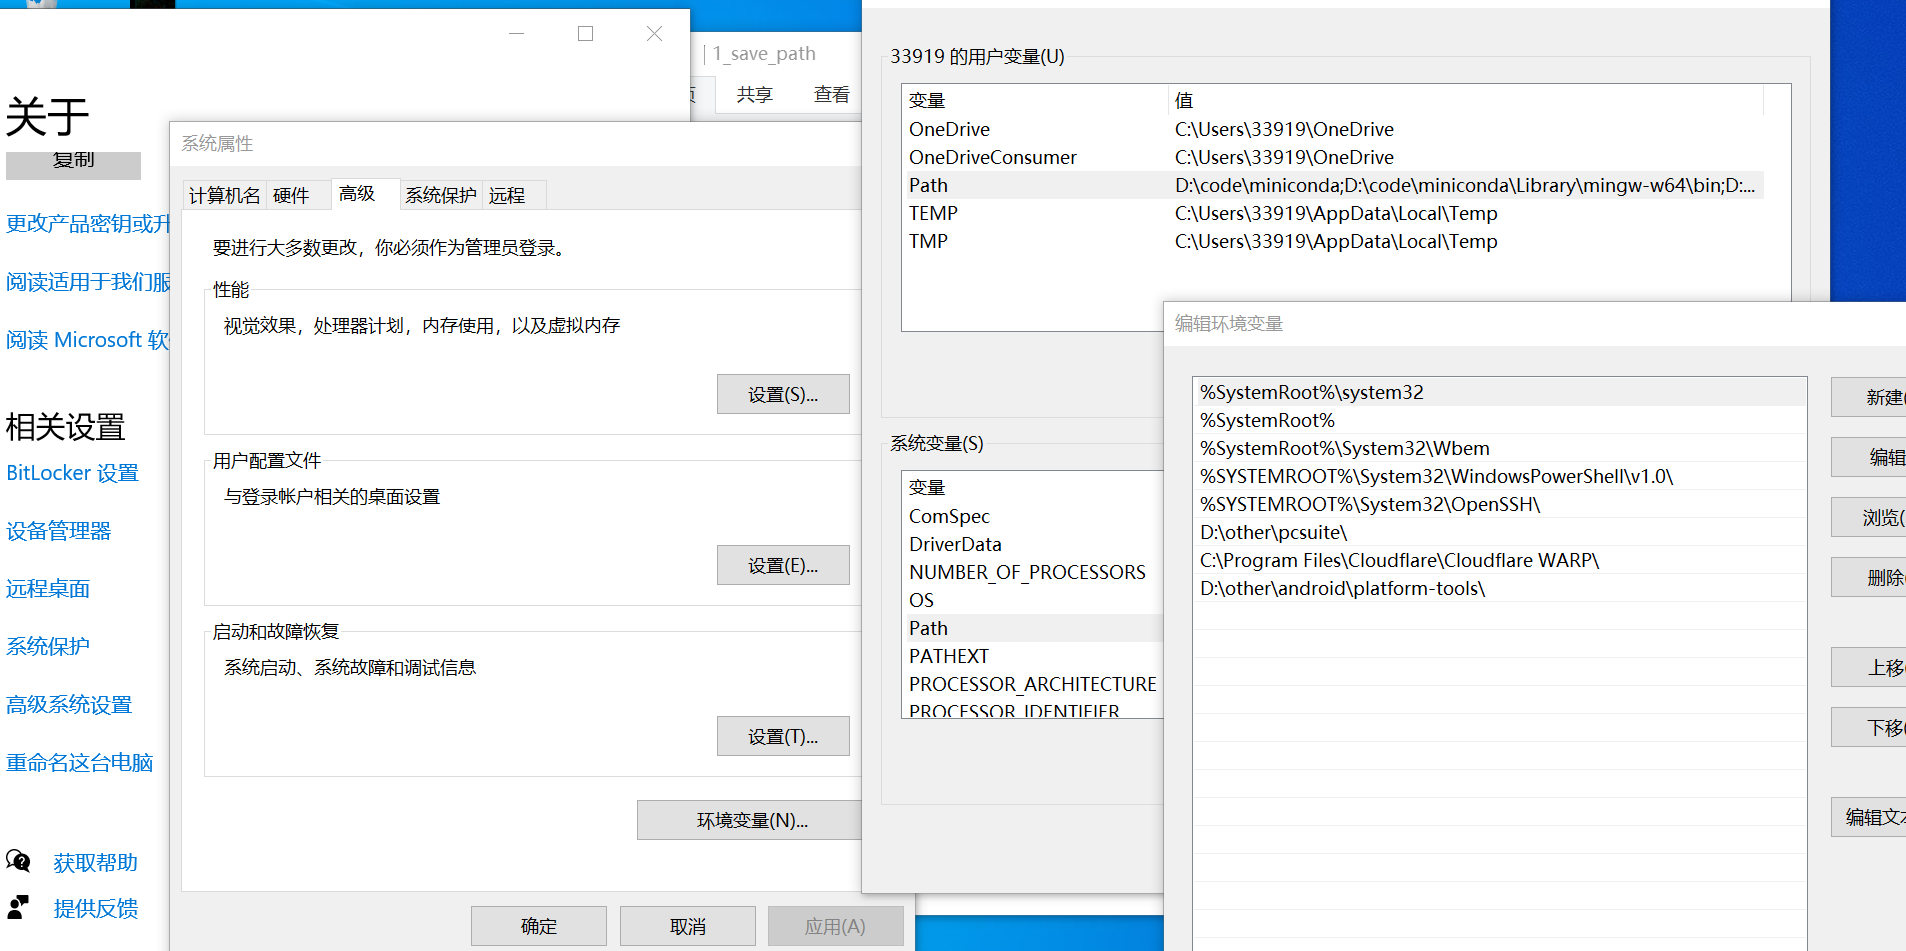 关于
复制
更改产品密钥或升
阅读适用于我们服
阅读 Microsoft 软
相关设置
BitLocker 设置
设备管理器
远程桌面
系统保护
高级系统设置
重命名这台电脑
获取帮助
提供反馈
1_save_path
共享
查看
系统属性
计算机名
硬件
高级
系统保护
远程
要进行大多数更改，你必须作为管理员登录。
性能
视觉效果，处理器计划，内存使用，以及虚拟内存
设置(S)...
用户配置文件
与登录帐户相关的桌面设置
设置(E)...
启动和故障恢复
系统启动、系统故障和调试信息
设置(T)...
环境变量(N)...
确定
取消
应用(A)
33919 的用户变量(U)
变量 值
OneDrive C:\Users\33919\OneDrive
OneDriveConsumer C:\Users\33919\OneDrive
Path D:\code\miniconda;D:\code\miniconda\Library\mingw-w64\bin;D:...
TEMP C:\Users\33919\AppData\Local\Temp
TMP C:\Users\33919\AppData\Local\Temp
系统变量(S)
变量
ComSpec
DriverData
NUMBER_OF_PROCESSORS
OS
Path
PATHEXT
PROCESSOR_ARCHITECTURE
PROCESSOR_IDENTIFIER
编辑环境变量
%SystemRoot%\system32
%SystemRoot%
%SystemRoot%\System32\Wbem
%SYSTEMROOT%\System32\WindowsPowerShell\v1.0\
%SYSTEMROOT%\System32\OpenSSH\
D:\other\pcsuite\
C:\Program Files\Cloudflare\Cloudflare WARP\
D:\other\android\platform-tools\
新建(
编辑
浏览(
删除
上移
下移
编辑文本